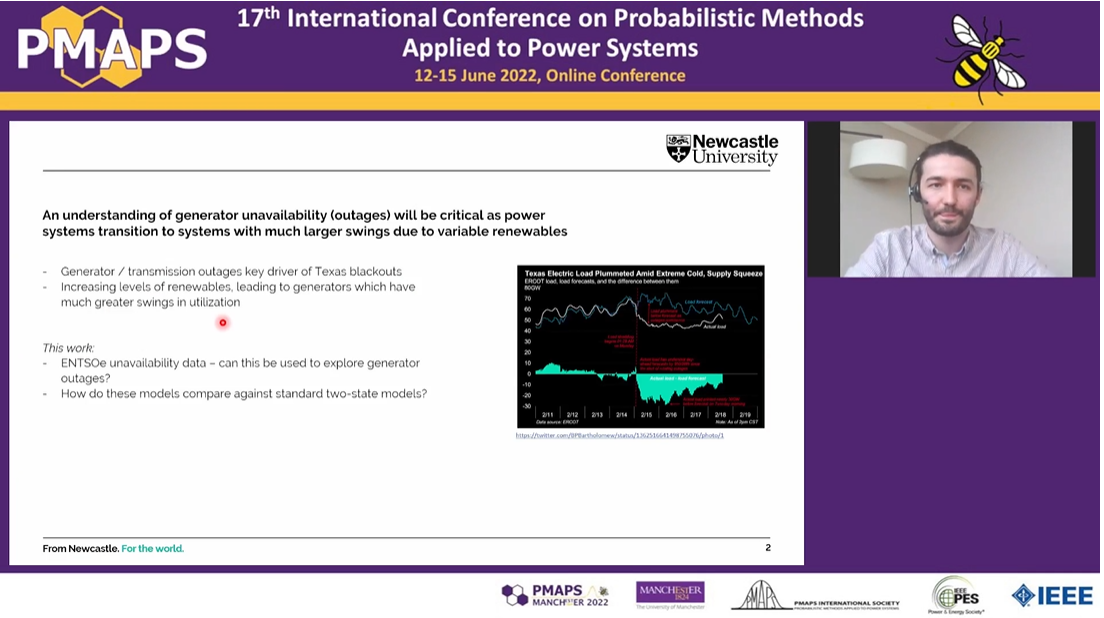 PMAPS
17th International Conference on Probabilistic Methods
Applied to Power Systems
12-15 June 2022, Online Conference
Newcastle
University
An understanding of generator unavailability (outages) will be critical as power
systems transition to systems with much larger swings due to variable renewables
- Generator / transmission outages key driver of Texas blackouts
- Increasing levels of renewables, leading to generators which have
much greater swings in utilization
This work:
- ENTSOe unavailability data – can this be used to explore generator
outages?
- How do these models compare against standard two-state models?
Texas Electric Load Plummeted Amid Extreme Cold, Supply Squeeze
ERCOT load, load forecasts, and the difference between them
80GW
70
60
50
40
30
20
10
0
-10
-20
-30
Load forecast
Actual load
Actual load - load forecast
2/11 2/12 2/13 2/14 2/15 2/16 2/17 2/18 2/19
Data source: ERCOT
Note: As of 3pm CST
From Newcastle. For the world.
2
PMAPS
MANCHESTER 2022
MANCHESTER
1824
The University of Manchester
PMAPS
PMAPS INTERNATIONAL SOCIETY
PROBABILISTIC METHODS APPLIED TO POWER SYSTEMS
IEEE
PES
Power & Energy Society®
IEEE